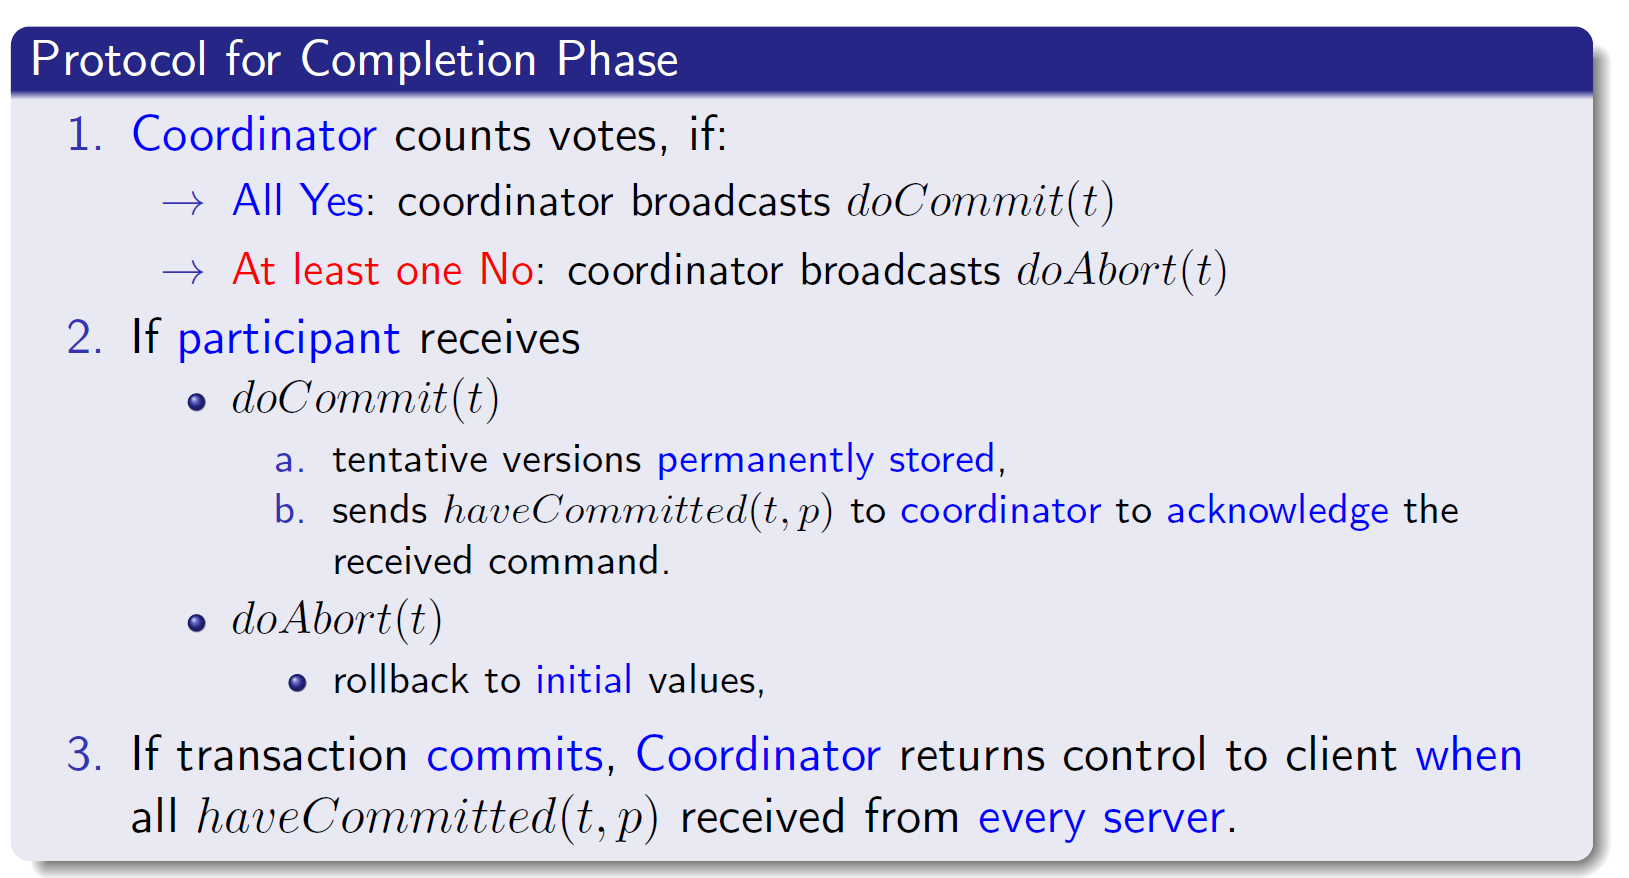 Protocol for Completion Phase
1. Coordinator counts votes, if:
→ All Yes: coordinator broadcasts doCommit(t)
→ At least one No: coordinator broadcasts doAbort(t)
2. If participant receives
• doCommit(t)
a. tentative versions permanently stored,
b. sends haveCommitted(t, p) to coordinator to acknowledge the
received command.
• doAbort(t)
• rollback to initial values,
3. If transaction commits, Coordinator returns control to client when
all haveCommitted(t, p) received from every server.